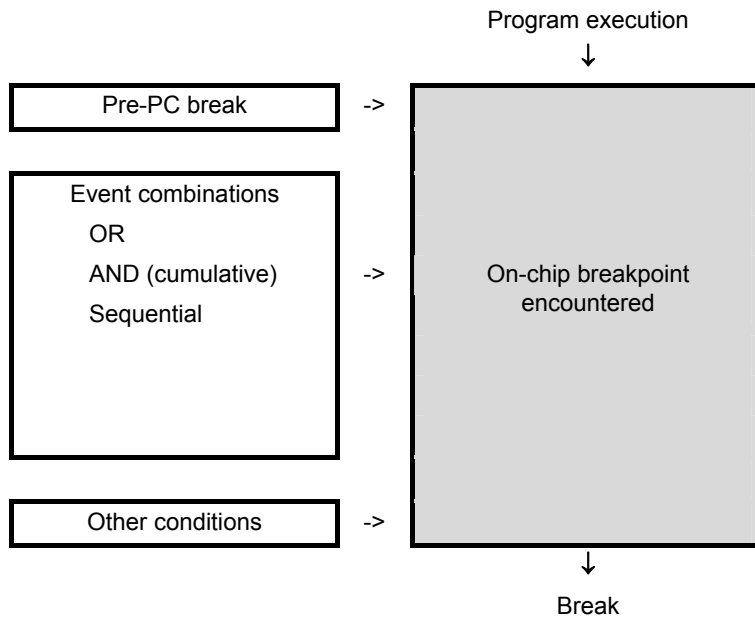 Program execution
↓
Pre-PC break ->
Event combinations
OR
AND (cumulative) -> On-chip breakpoint
encountered
Sequential
Other conditions ->
↓
Break